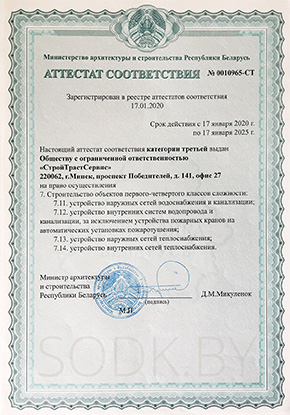 Министерство архитектуры и строительства Республики Беларусь
АТТЕСТАТ СООТВЕТСТВИЯ № 0010965-СТ
Зарегистрирован в реестре аттестатов соответствия
17.01.2020
Срок действия с 17 января 2020 г.
по 17 января 2025 г.
Настоящий аттестат соответствия категории третьей выдан
Обществу с ограниченной ответственностью
«СтройТрастСервис»
220062, г.Минск, проспект Победителей, д. 141, офис 27
на право осуществления
7. Строительство объектов первого-четвертого классов сложности:
7.11. устройство наружных сетей водоснабжения и канализации;
7.12. устройство внутренних систем водопровода и
канализации, за исключением устройства пожарных кранов на
автоматических установках пожаротушения;
7.13. устройство наружных сетей теплоснабжения;
7.14. устройство внутренних сетей теплоснабжения.
Министр архитектуры
и строительства
Республики Беларусь
(подпись)
Д.М.Микуленок
М.П.
SODK.BY